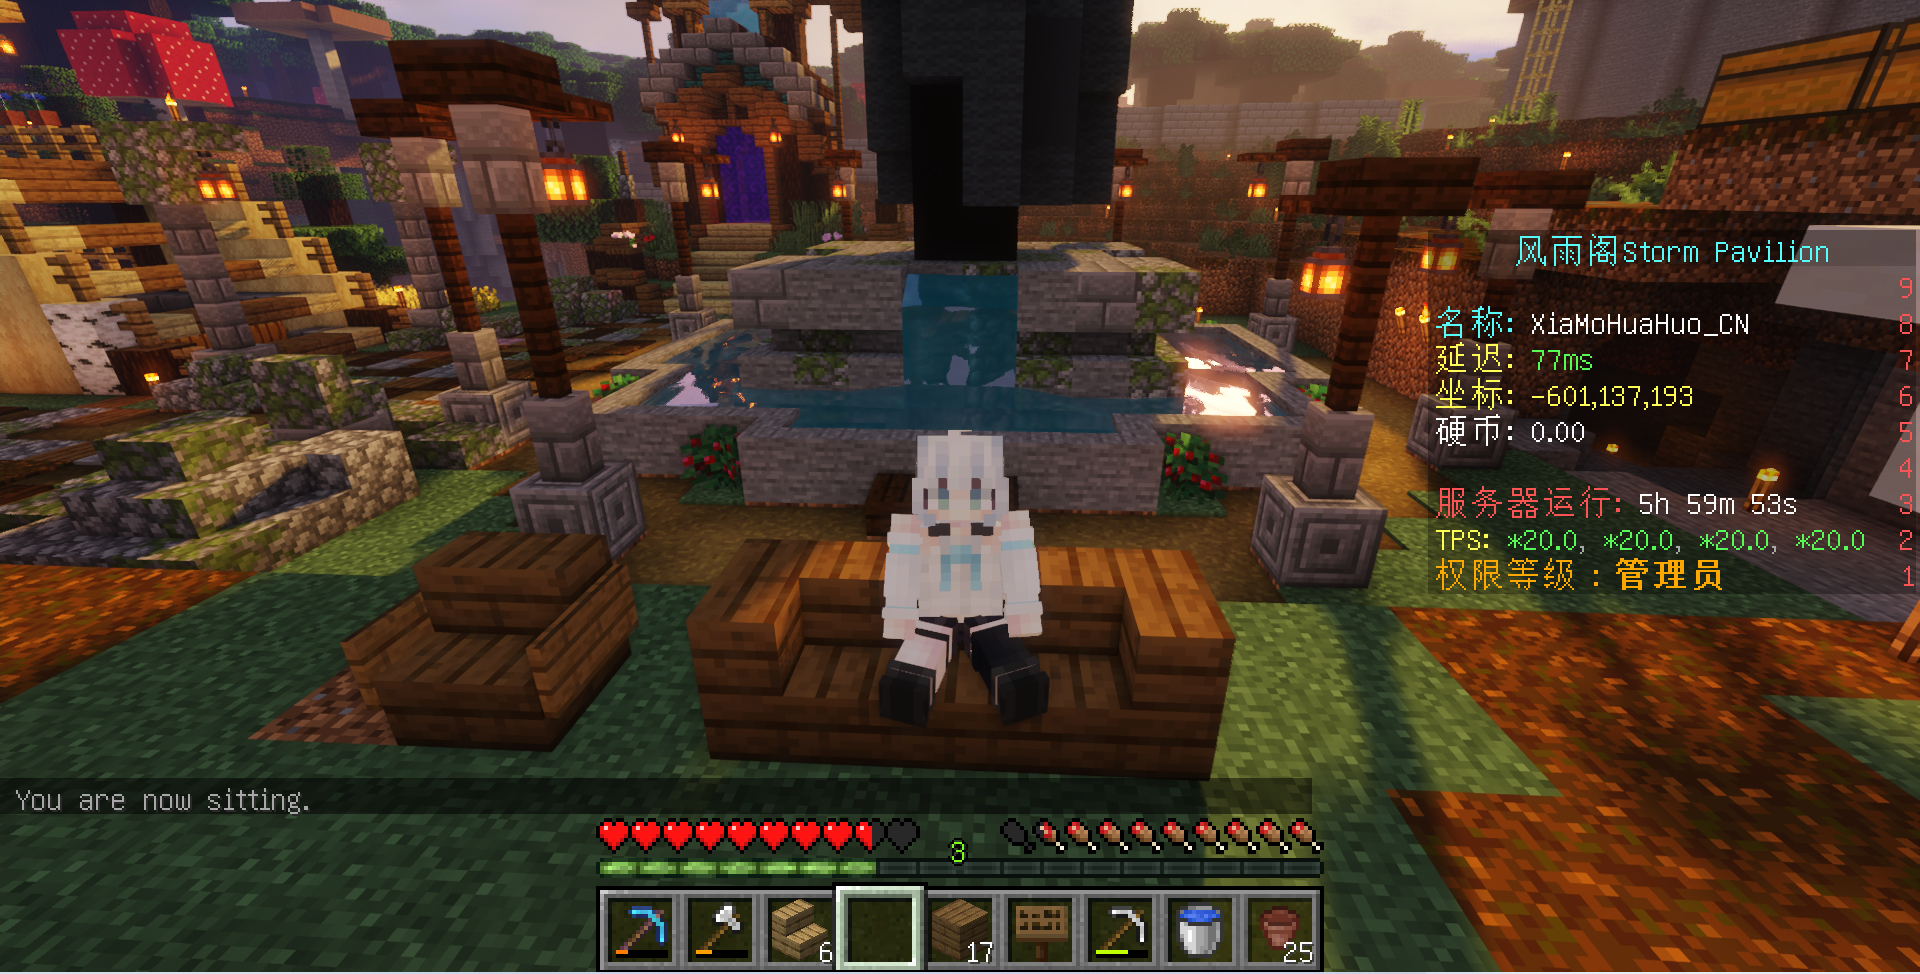 风雨阁Storm Pavilion
9
名称: XiaMoHuaHuo_CN 8
延迟: 77ms 7
坐标: -601,137,193 6
硬币: 0.00 5
4
服务器运行: 5h 59m 53s 3
TPS: *20.0, *20.0, *20.0, *20.0 2
权限等级：管理员 1
You are now sitting.
3
6 17 25